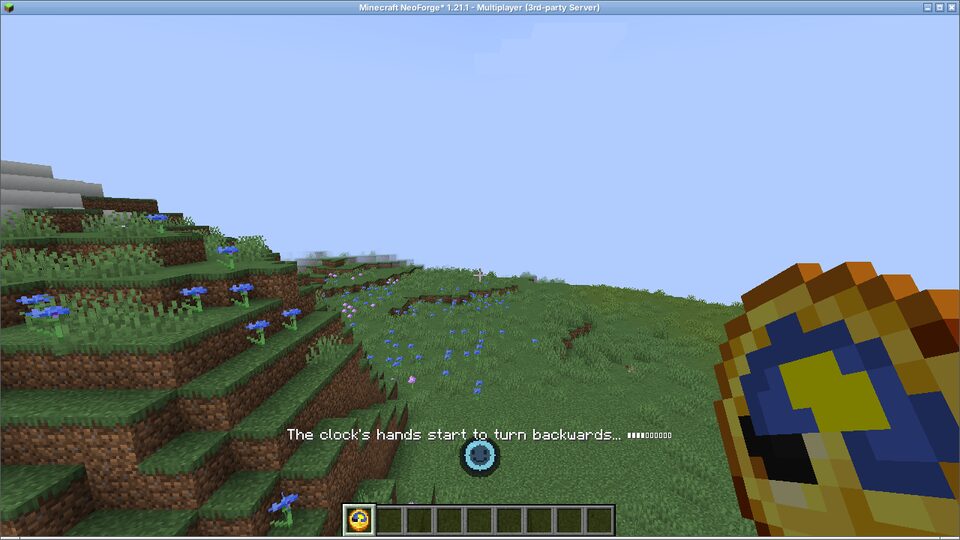 Minecraft NeoForge* 1.21.1 - Multiplayer (3rd-party Server)
The clock's hands start to turn backwards...